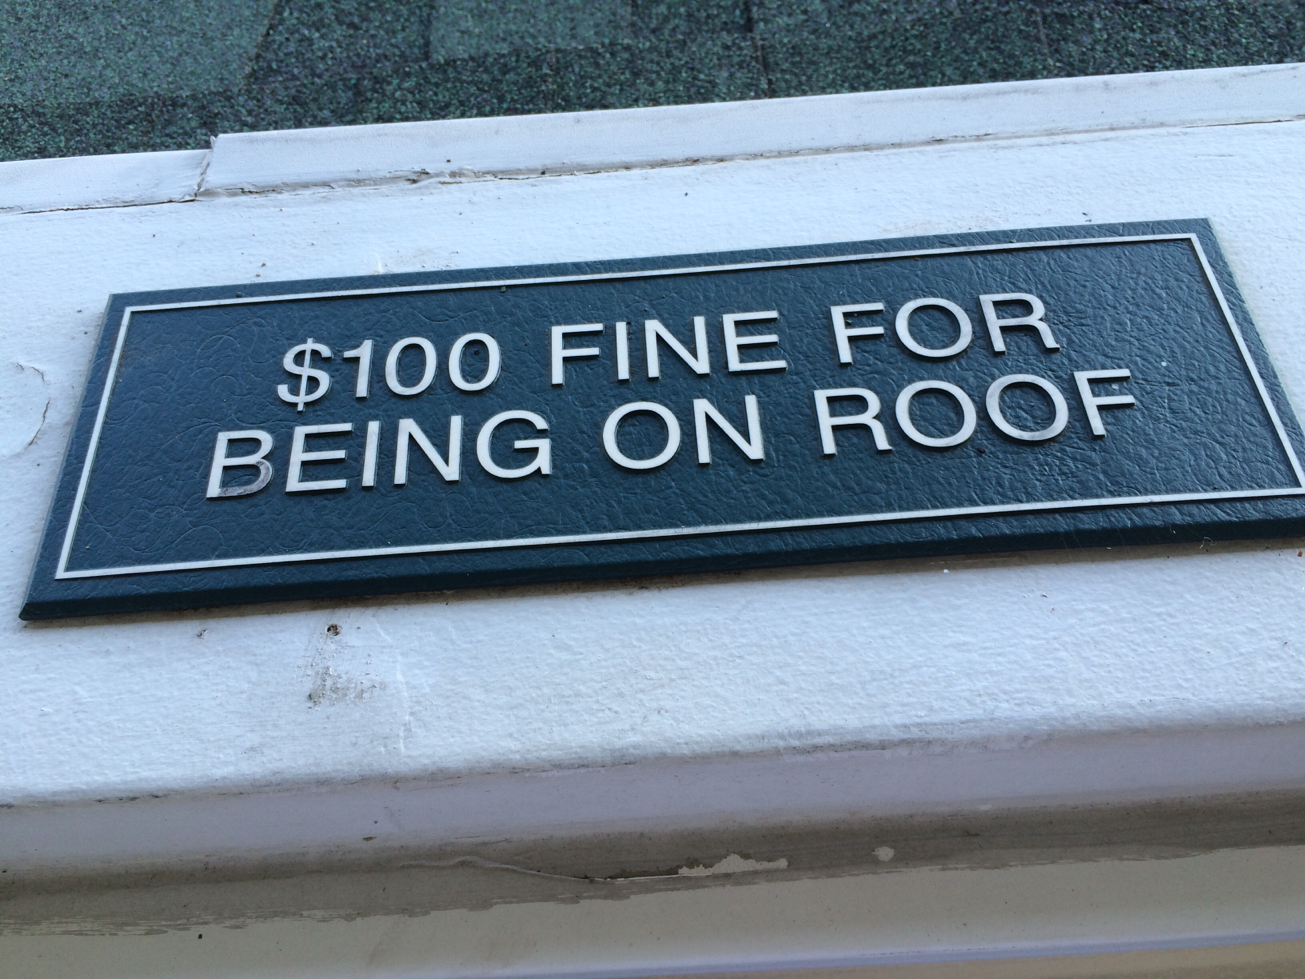 $100 FINE FOR
BEING ON ROOF